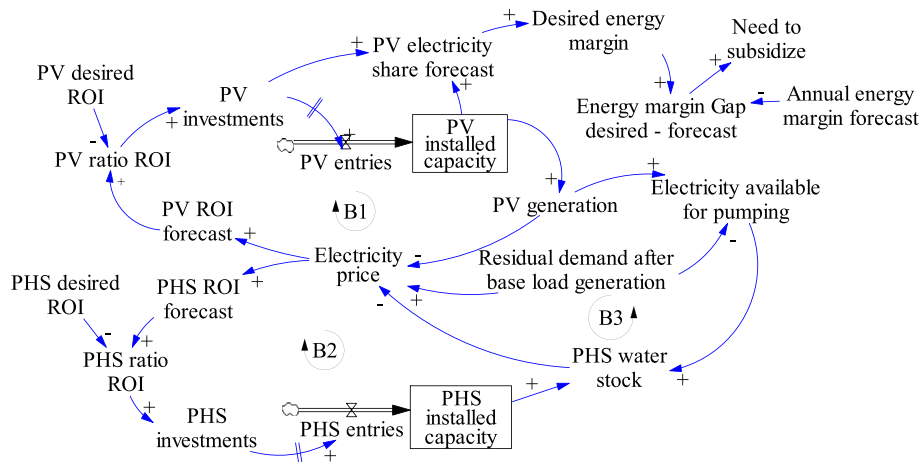 Desired energy
margin
Need to
subsidize
PV electricity
share forecast
PV desired
ROI
PV
investments
Energy margin Gap
desired - forecast
Annual energy
margin forecast
PV
installed
capacity
PV entries
PV ratio ROI
Electricity available
for pumping
PV generation
B1
PV ROI
forecast
Electricity
price
Residual demand after
base load generation
PHS desired
ROI
PHS ROI
forecast
B3
B2
PHS ratio
ROI
PHS water
stock
PHS
installed
capacity
PHS
investments
PHS entries